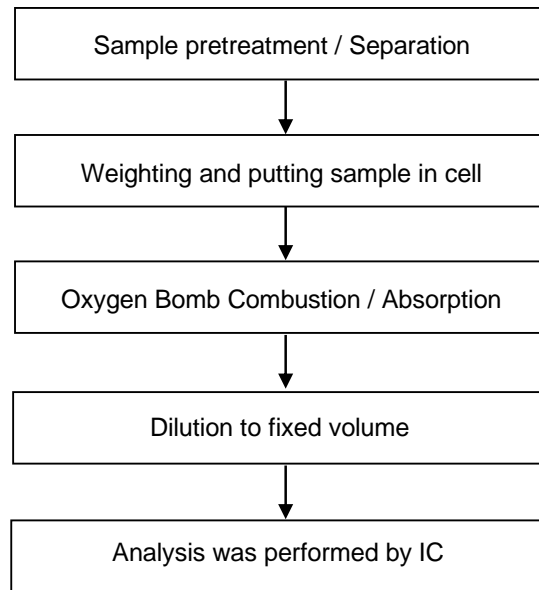 Sample pretreatment / Separation
Weighting and putting sample in cell
Oxygen Bomb Combustion / Absorption
Dilution to fixed volume
Analysis was performed by IC